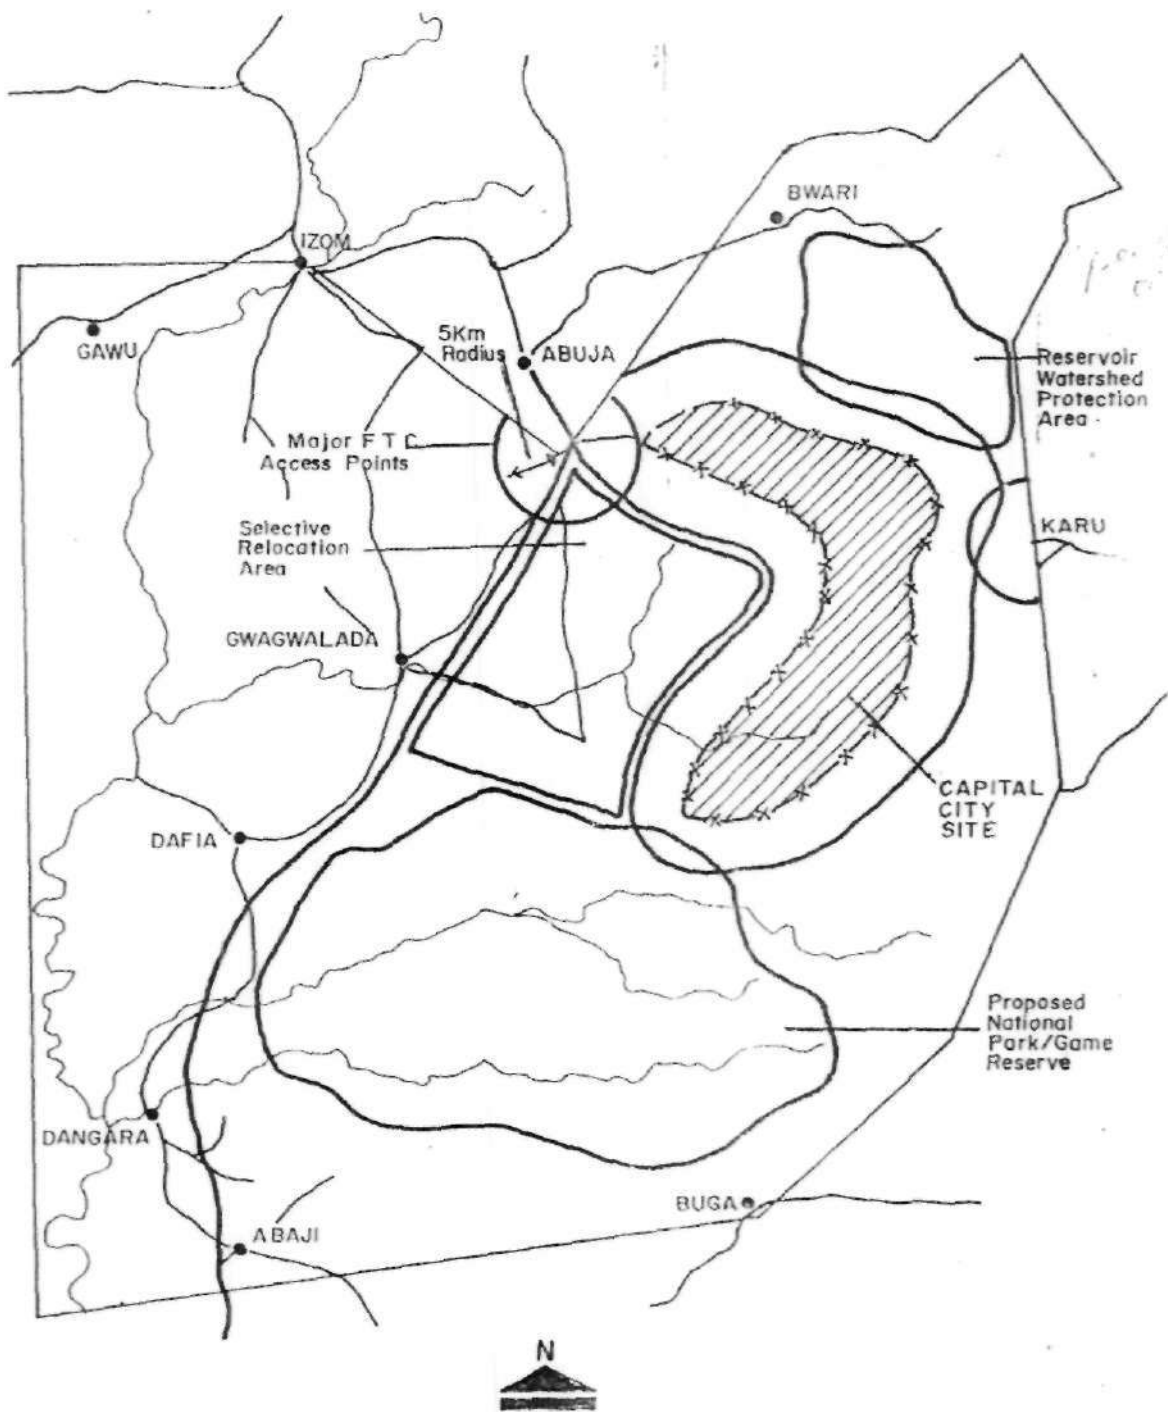 BWARI
IZOM
GAWU
5Km
Radius
ABUJA
Reservoir
Watershed
Protection
Area
Major F T C
Access Points
KARU
Selective
Relocation
Area
GWAGWALADA
CAPITAL
CITY
SITE
DAFIA
Proposed
National
Park/Game
Reserve
DANGARA
BUGA
ABAJI
N